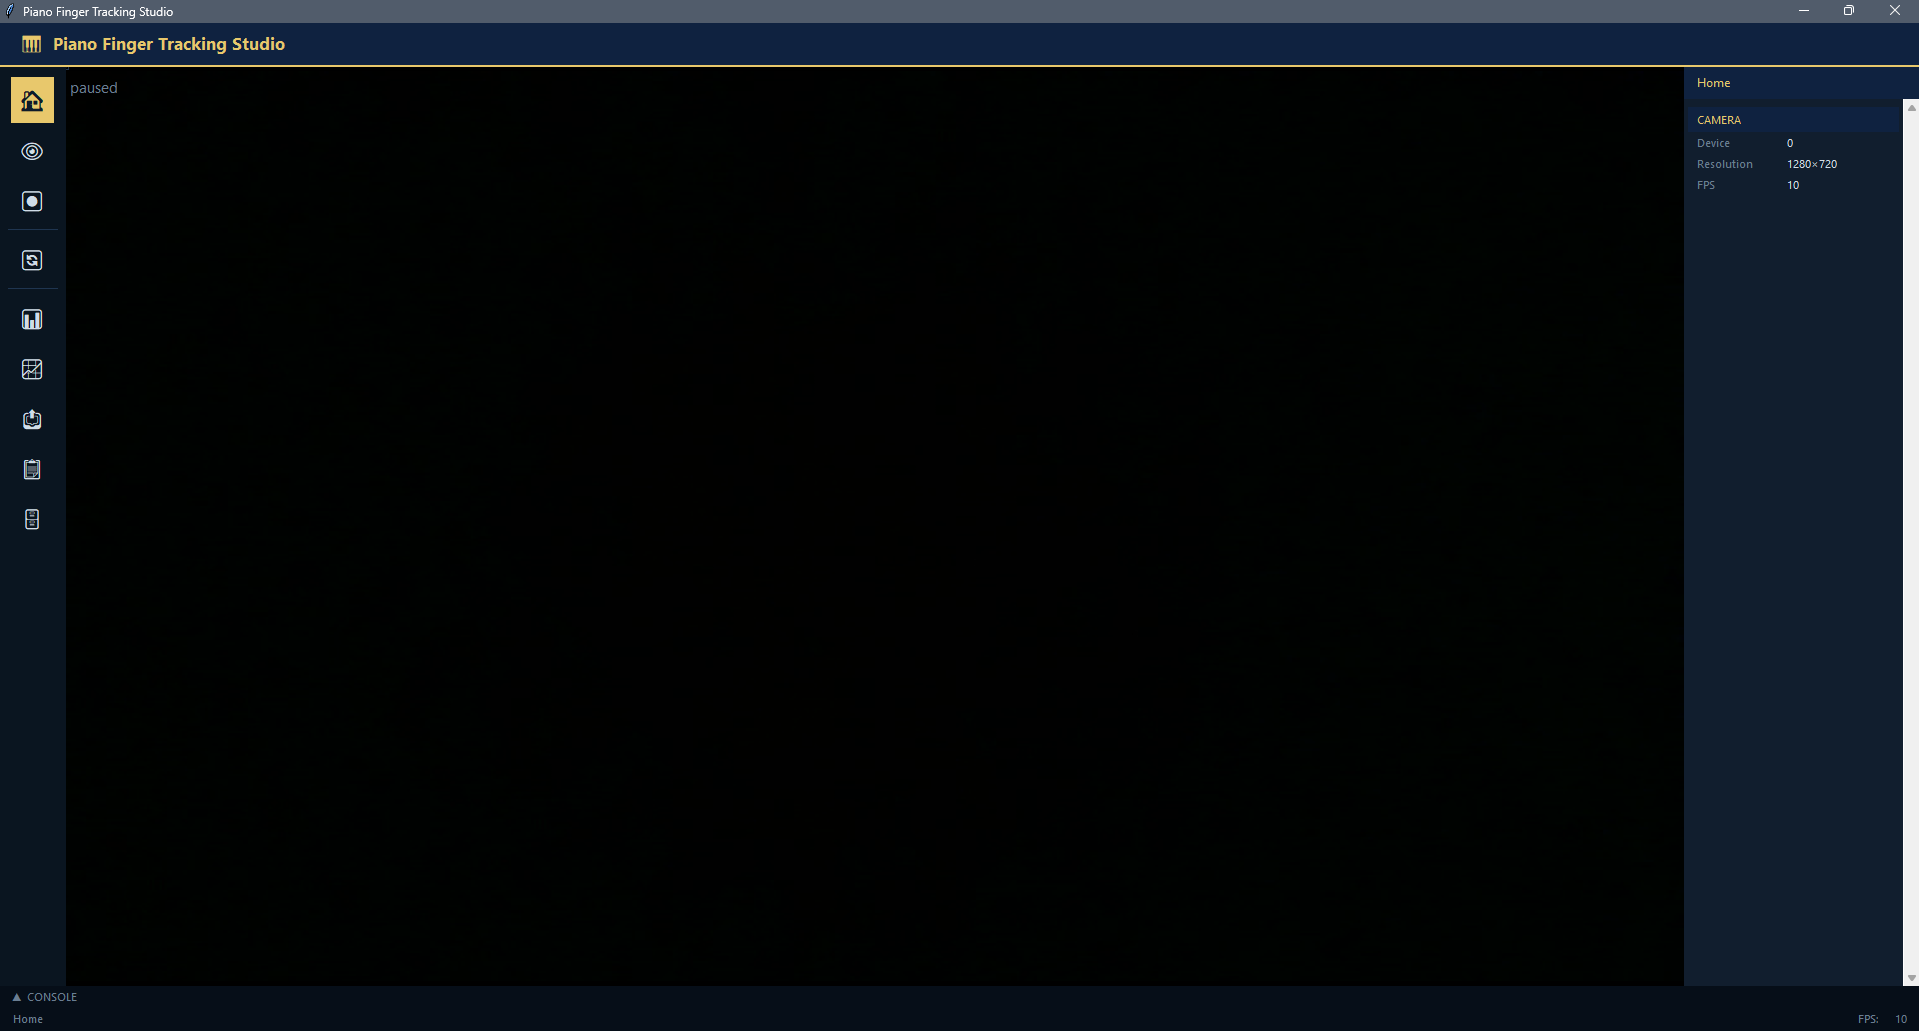 Piano Finger Tracking Studio
Piano Finger Tracking Studio
paused
Home
CAMERA
Device 0
Resolution 1280×720
FPS 10
▲ CONSOLE
Home
FPS: 10